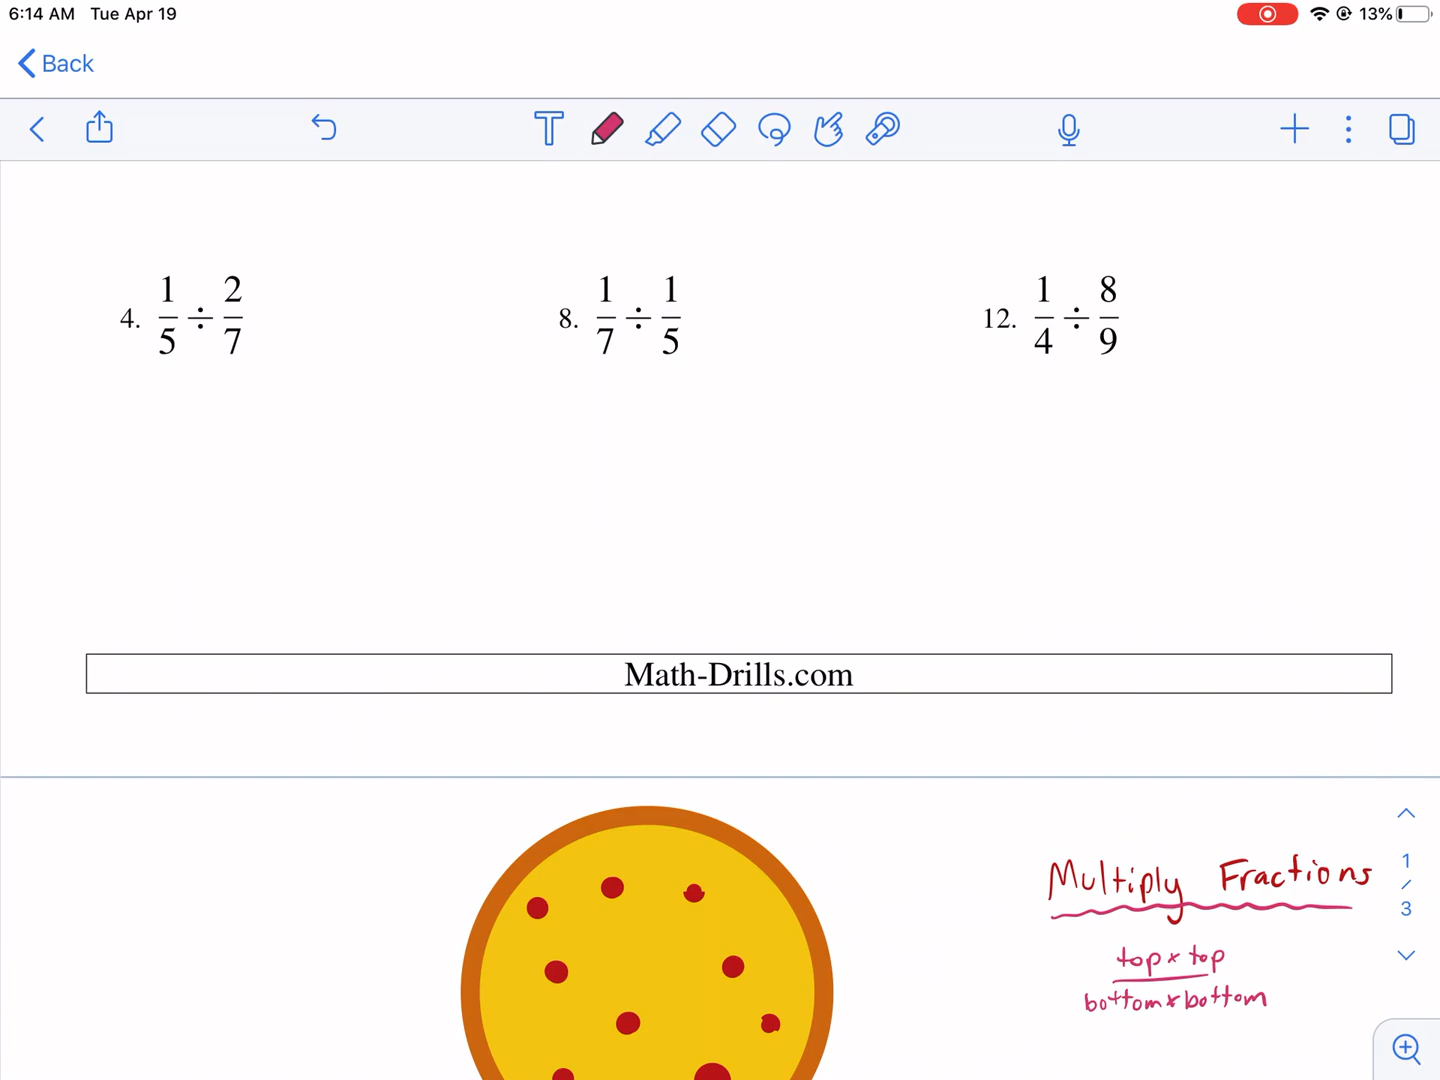 6:14 AM Tue Apr 19
13%
Back
4. 1/5 ÷ 2/7
8. 1/7 ÷ 1/5
12. 1/4 ÷ 8/9
Math-Drills.com
Multiply Fractions
top x top
bottom x bottom
1
/
3